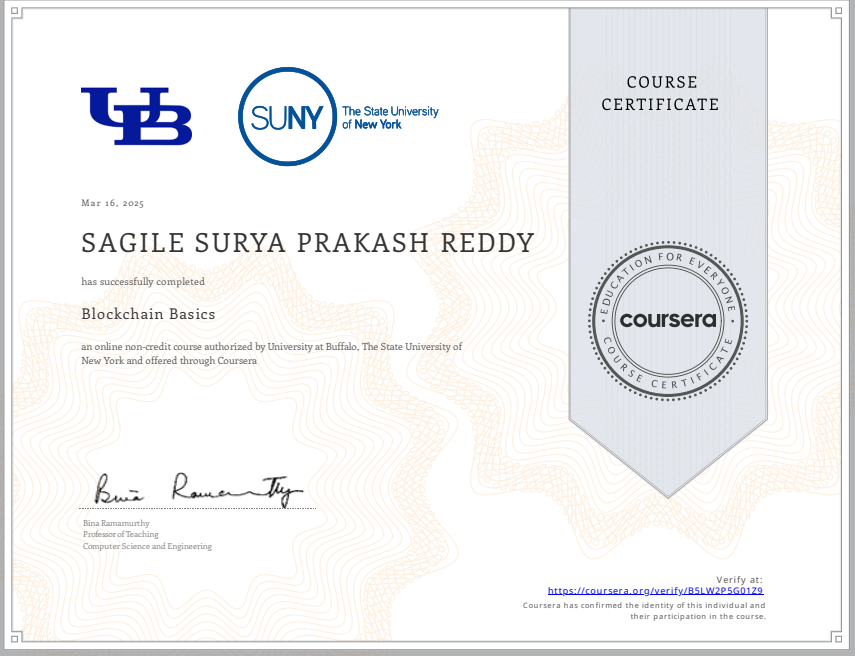 COURSE
CERTIFICATE
UB
SUNY
The State University
of New York
Mar 16, 2025
SAGILE SURYA PRAKASH REDDY
has successfully completed
Blockchain Basics
an online non-credit course authorized by University at Buffalo, The State University of
New York and offered through Coursera
EDUCATION FOR EVERYONE
coursera
COURSE CERTIFICATE
Bina Ramamurthy
Bina Ramamurthy
Professor of Teaching
Computer Science and Engineering
Verify at:
https://coursera.org/verify/B5LW2P5G01Z9
Coursera has confirmed the identity of this individual and
their participation in the course.